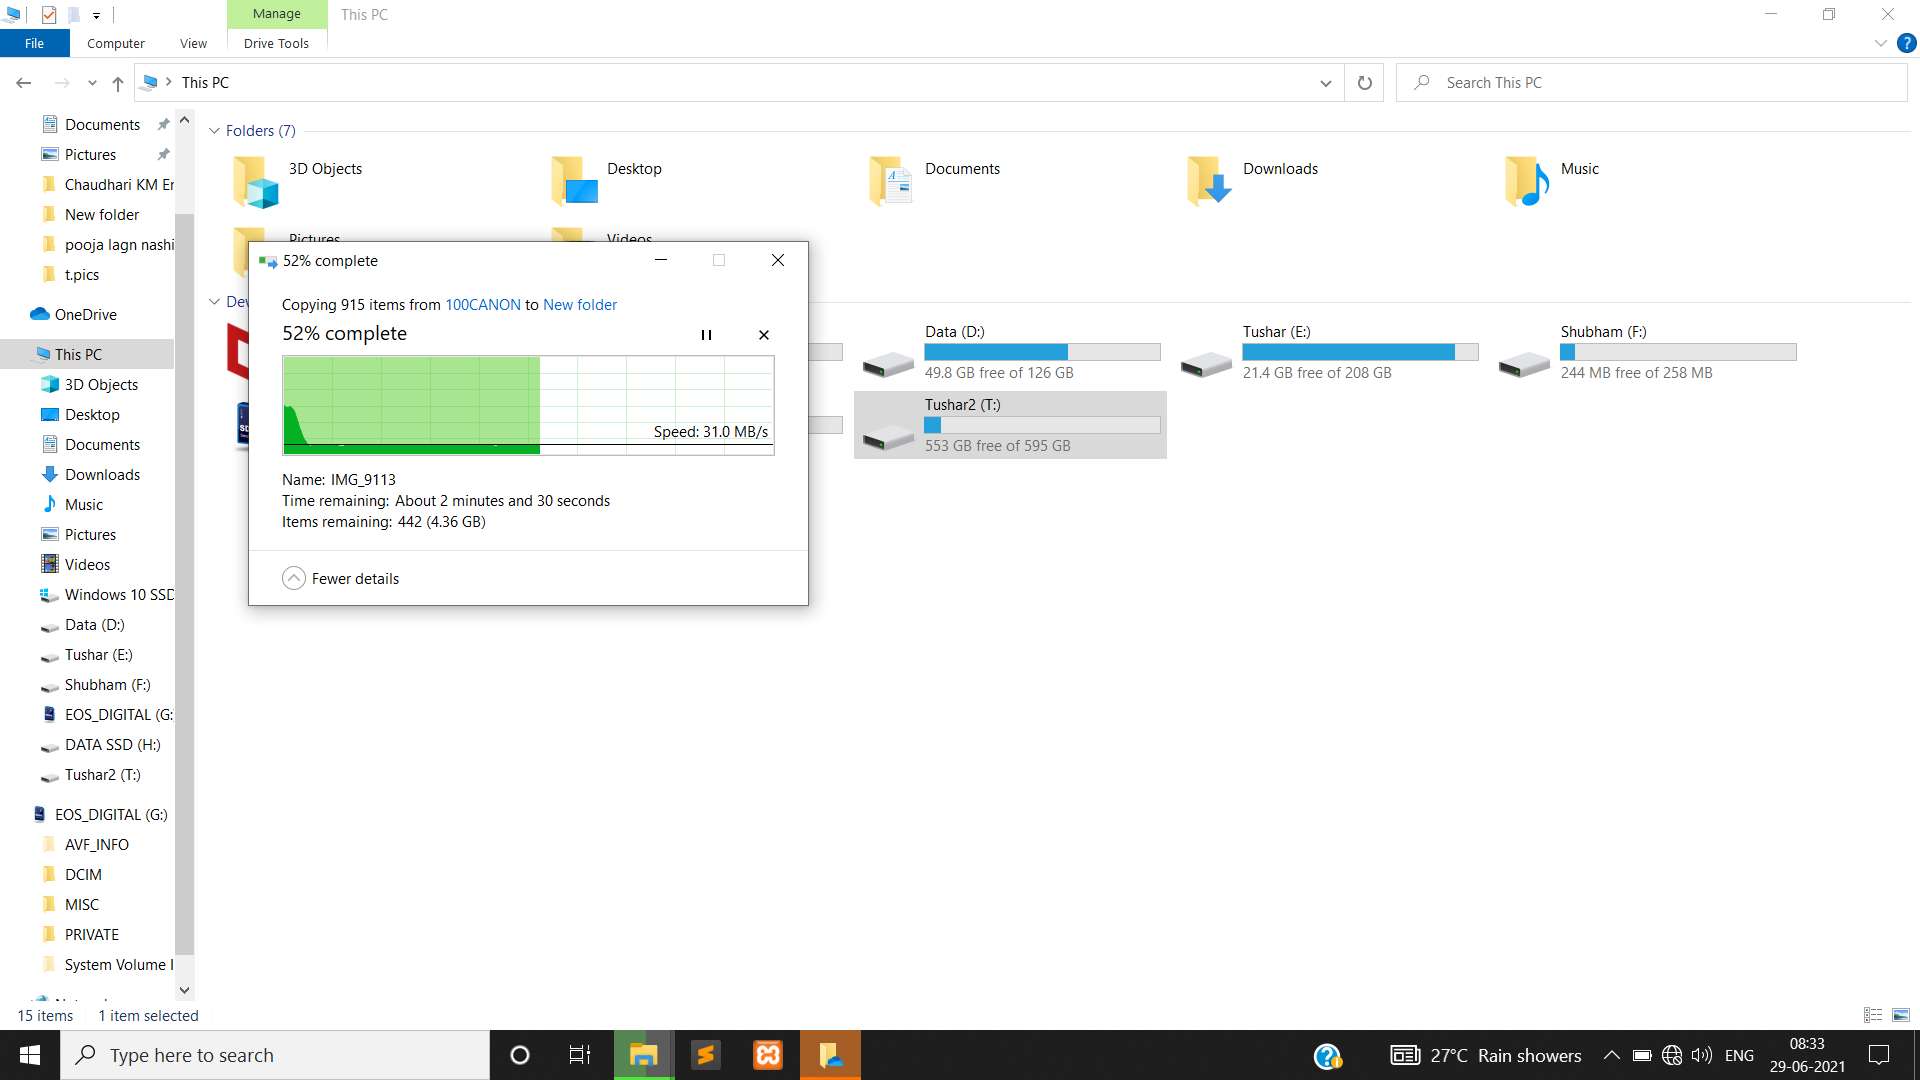 Manage
This PC
File
Computer
View
Drive Tools
This PC
Search This PC
Documents
Pictures
Chaudhari KM Er
New folder
pooja lagn nashi
t.pics
OneDrive
This PC
3D Objects
Desktop
Documents
Downloads
Music
Pictures
Videos
Windows 10 SSD
Data (D:)
Tushar (E:)
Shubham (F:)
EOS_DIGITAL (G:
DATA SSD (H:)
Tushar2 (T:)
EOS_DIGITAL (G:)
AVF_INFO
DCIM
MISC
PRIVATE
System Volume I
Folders (7)
3D Objects
Desktop
Documents
Downloads
Music
Pictures
Videos
Data (D:)
49.8 GB free of 126 GB
Tushar (E:)
21.4 GB free of 208 GB
Shubham (F:)
244 MB free of 258 MB
Tushar2 (T:)
553 GB free of 595 GB
52% complete
Copying 915 items from 100CANON to New folder
52% complete
Speed: 31.0 MB/s
Name: IMG_9113
Time remaining: About 2 minutes and 30 seconds
Items remaining: 442 (4.36 GB)
Fewer details
15 items
1 item selected
Type here to search
27°C Rain showers
ENG
08:33
29-06-2021